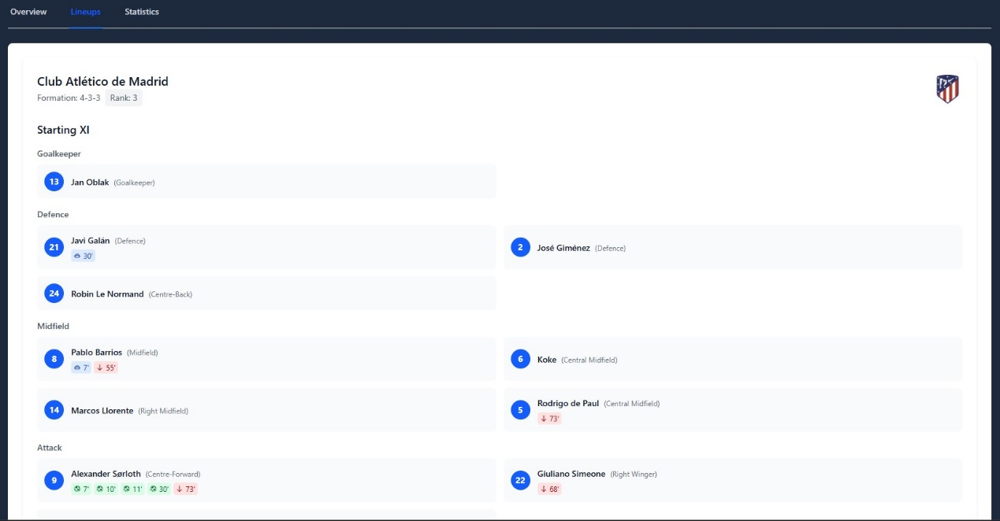 Overview Lineups Statistics
Club Atlético de Madrid
Formation: 4-3-3 Rank: 3
Starting XI
Goalkeeper
13 Jan Oblak (Goalkeeper)
Defence
21 Javi Galán (Defence)
30'
2 José Giménez (Defence)
24 Robin Le Normand (Centre-Back)
Midfield
8 Pablo Barrios (Midfield)
7' ↓ 55'
6 Koke (Central Midfield)
14 Marcos Llorente (Right Midfield)
5 Rodrigo de Paul (Central Midfield)
↓ 73'
Attack
9 Alexander Sørloth (Centre-Forward)
7' 10' 11' 30' ↓ 73'
22 Giuliano Simeone (Right Winger)
↓ 68'